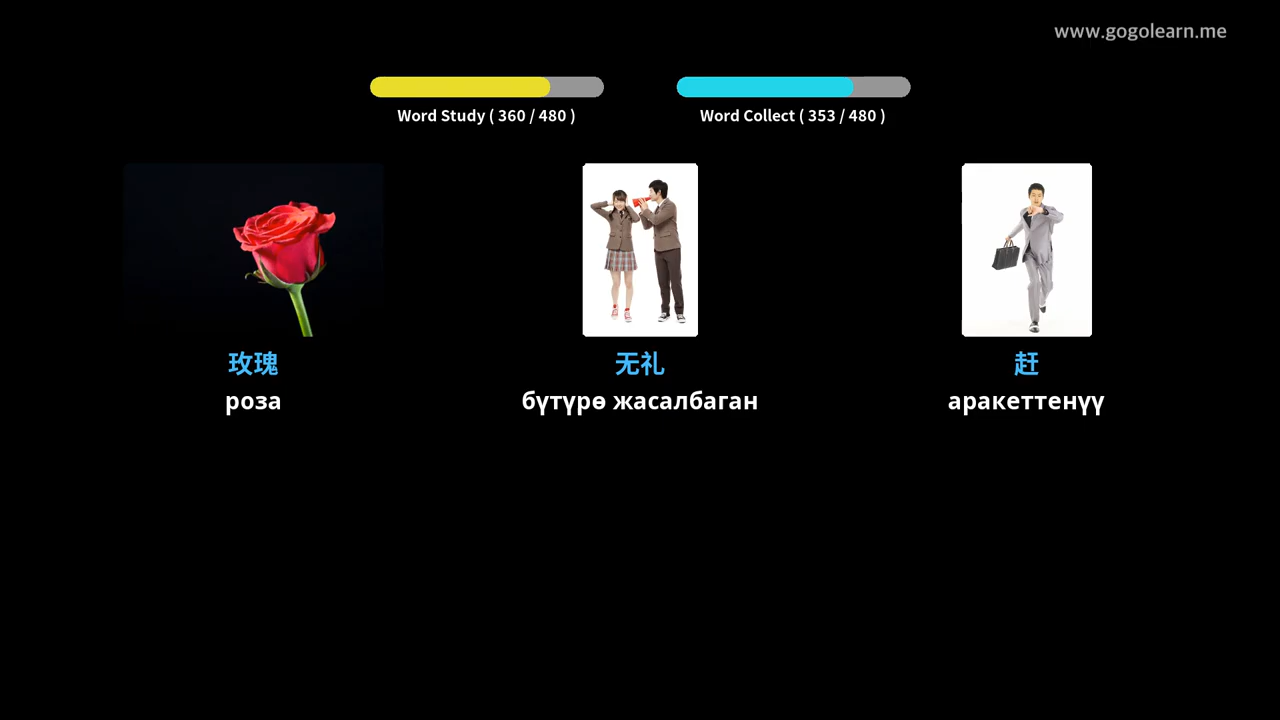 www.gogolearn.me
Word Study ( 360 / 480 )
Word Collect ( 353 / 480 )
玫瑰
无礼
赶
роза
бүтүрө жасалбаган
аракеттенүү